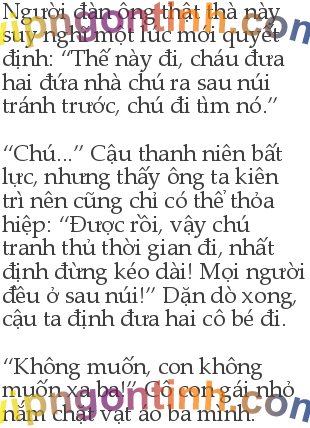 Người đàn ông thật thà này
suy nghĩ một lúc mới quyết
định: “Thế này đi, cháu đưa
hai đứa nhà chú ra sau núi
tránh trước, chú đi tìm nó.”
“Chú...” Cậu thanh niên bất
lực, nhưng thấy ông ta kiên
trì nên cũng chỉ có thể thỏa
hiệp: “Được rồi, vậy chú
tranh thủ thời gian đi, nhất
định đừng kéo dài! Mọi người
đều ở sau núi!” Dặn dò xong,
cậu ta định đưa hai cô bé đi.
“Không muốn, con không
muốn xa ba!” Cô con gái nhỏ
nắm chặt vạt áo ba mình.
vipngontinh.com
vipngontinh.com